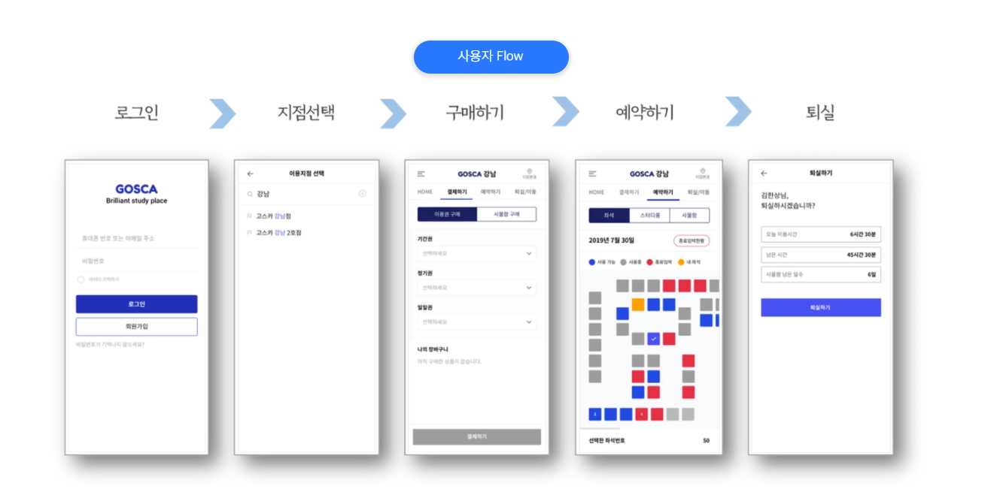 사용자 Flow
로그인
지점선택
구매하기
예약하기
퇴실
GOSCA
Brilliant study place
휴대폰 번호 또는 이메일 주소
비밀번호
아이디 기억하기
로그인
회원가입
비밀번호가 기억나지 않으세요?
이용지점 선택
강남
고스카 강남점
고스카 강남 2호점
GOSCA 강남
지점변경
HOME 결제하기 예약하기 퇴실/이동
이용권 구매 사물함 구매
기간권
선택하세요
정기권
선택하세요
일일권
선택하세요
나의 장바구니
아직 구매한 상품이 없습니다.
결제하기
GOSCA 강남
지점변경
HOME 결제하기 예약하기 퇴실/이동
좌석 스터디룸 사물함
2019년 7월 30일 종료임박현황
사용 가능 사용중 종료임박 내 좌석
1
선택한 좌석번호 50
퇴실하기
김한상님,
퇴실하시겠습니까?
오늘 이용시간 6시간 30분
남은 시간 45시간 30분
사물함 남은 일수 6일
퇴실하기